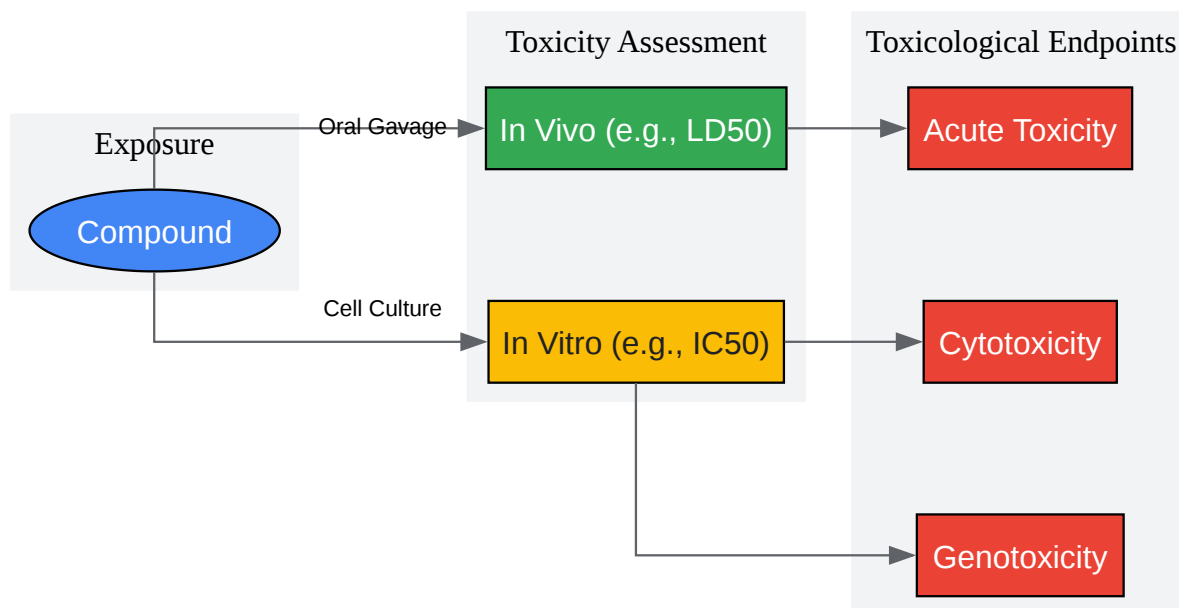 Toxicity Assessment
Toxicological Endpoints
Exposure
Oral Gavage
In Vivo (e.g., LD50)
Acute Toxicity
Compound
Cell Culture
In Vitro (e.g., IC50)
Cytotoxicity
Genotoxicity